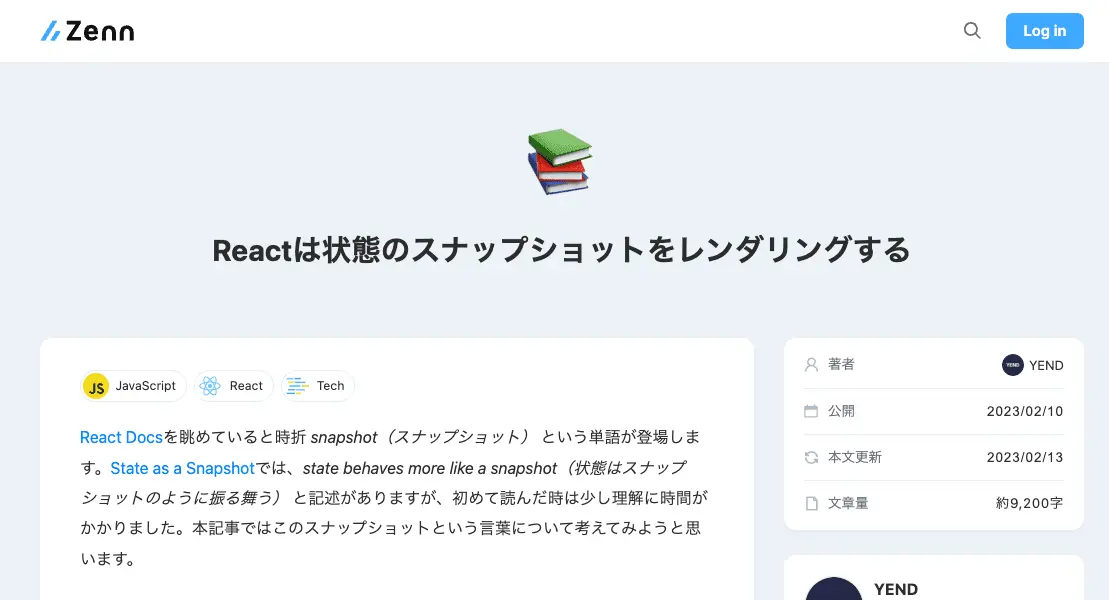 Zenn
Log in
Reactは状態のスナップショットをレンダリングする
JS JavaScript React Tech
React Docsを眺めていると時折 snapshot（スナップショット） という単語が登場しま
す。State as a Snapshotでは、state behaves more like a snapshot（状態はスナップ
ショットのように振る舞う） と記述がありますが、初めて読んだ時は少し理解に時間が
かかりました。本記事ではこのスナップショットという言葉について考えてみようと思
います。
著者 YEND YEND
公開 2023/02/10
本文更新 2023/02/13
文章量 約9,200字
YEND